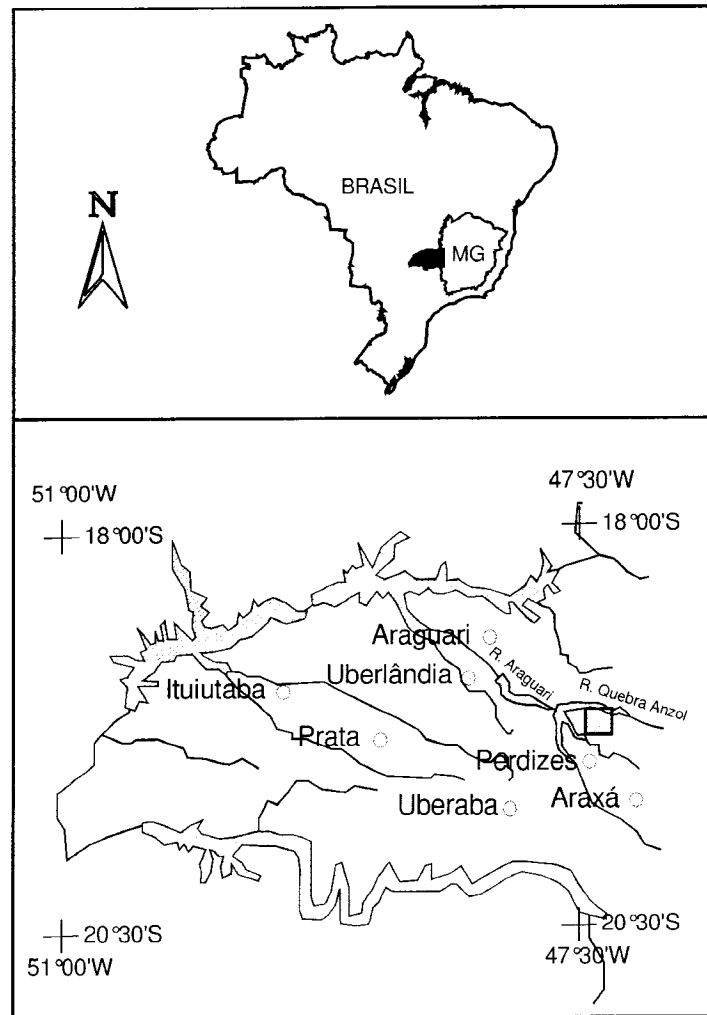 BRASIL
N
MG
51°00'W
47°30'W
18°00'S
18°00'S
Araguari
R. Araguari
Uberlândia
R. Quebra Anzol
Ituiutaba
Prata
Perdizes
Uberaba
Araxá
20°30'S
20°30'S
51°00'W
47°30'W